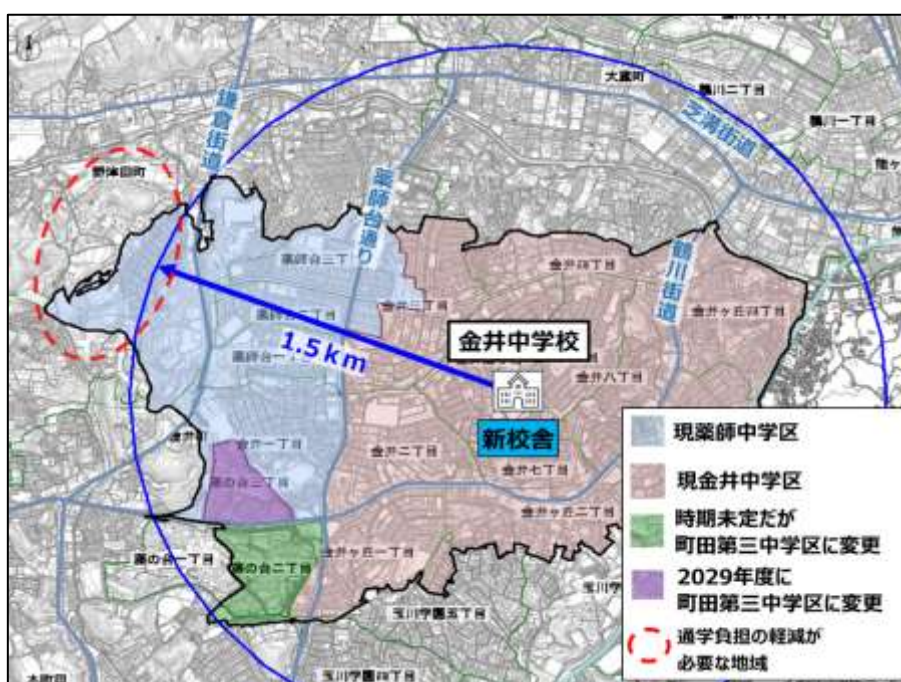 大蔵町
鶴川二丁目
鶴川一丁目
芝溝街道
鎌倉街道
野津田町
薬師台通り
鶴川街道
薬師台三丁
金井四丁目
金井三丁目
金井ヶ丘四丁目
1.5km
金井中学校
薬師台一丁目
金井八丁目
新校舎
金井町
金井一丁目
金井二丁目
金井七丁目
藤の台三丁目
金井ヶ丘二丁目
藤の台一丁目
藤の台二丁目
金井ヶ丘一丁目
玉川学園五丁目
玉川学園四丁目
本町田
現薬師中学区
現金井中学区
時期未定だが
町田第三中学区に変更
2029年度に
町田第三中学区に変更
通学負担の軽減が
必要な地域